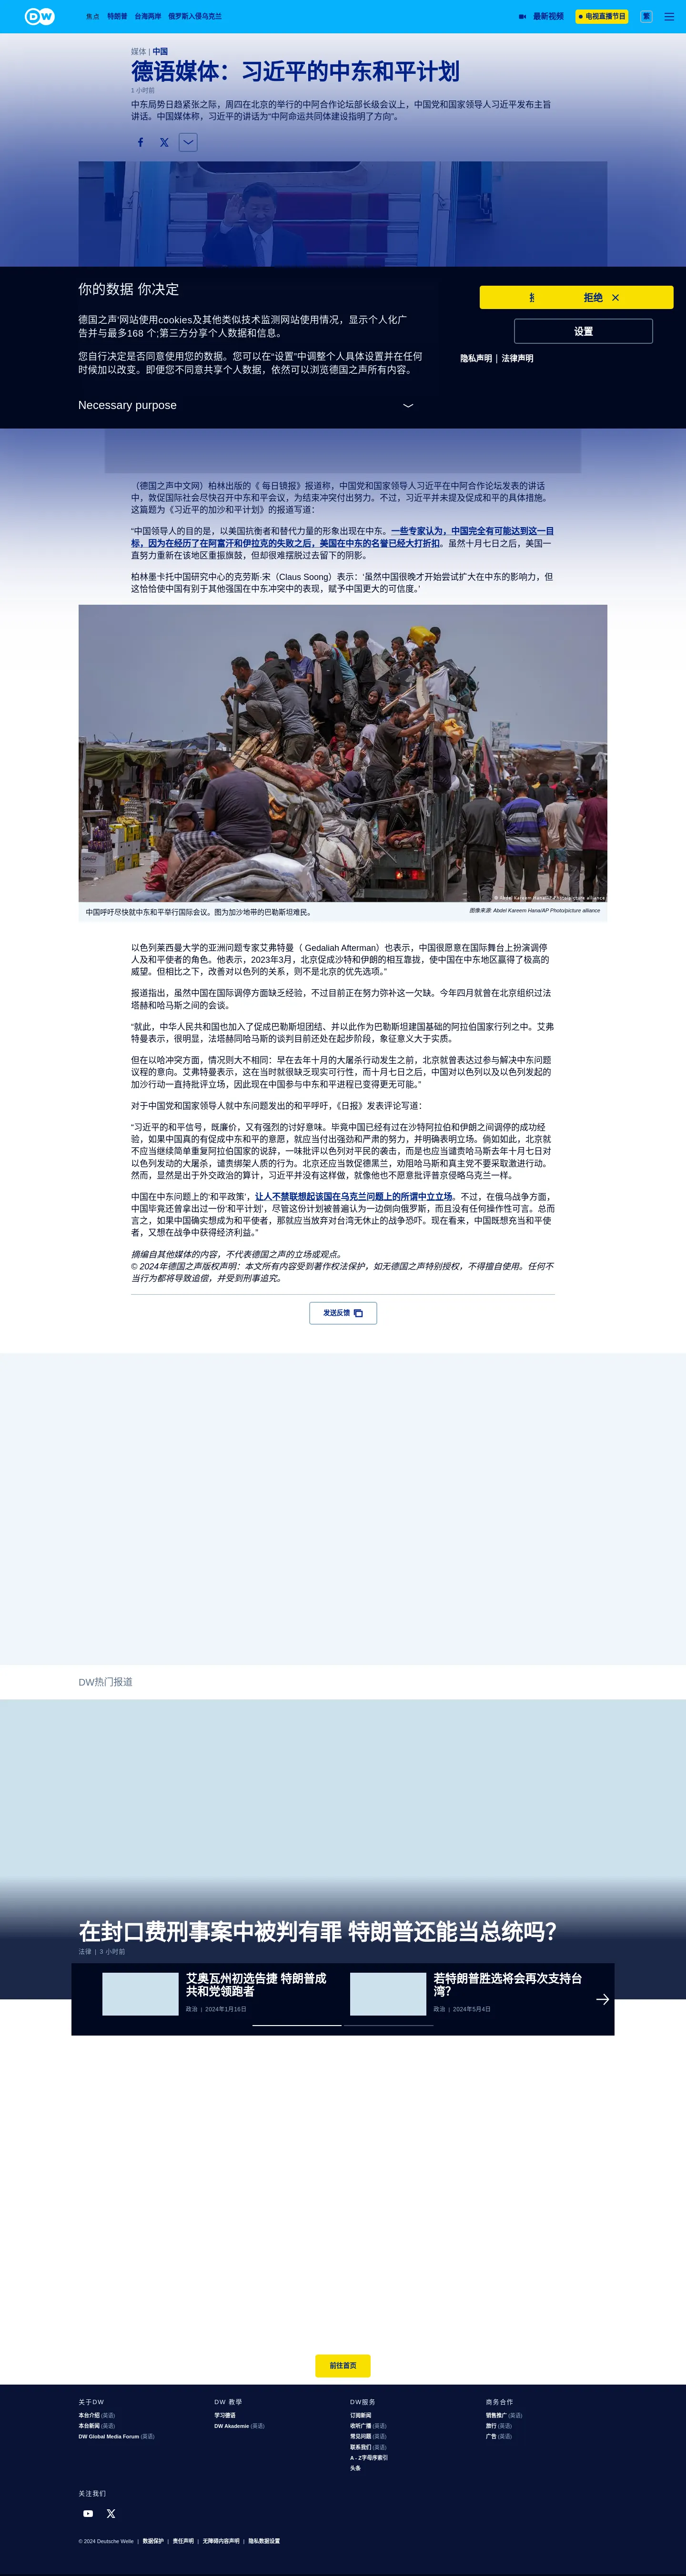 DW
焦点 特朗普 台海两岸 俄罗斯入侵乌克兰 最新视频 电视直播节目 繁
媒体 | 中国
德语媒体：习近平的中东和平计划
1 小时前
中东局势日趋紧张之际，周四在北京的举行的中阿合作论坛部长级会议上，中国党和国家领导人习近平发布主旨
讲话。中国媒体称，习近平的讲话为"中阿命运共同体建设指明了方向"。
你的数据 你决定
拒绝
德国之声'网站使用cookies及其他类似技术监测网站使用情况，显示个人化广
告并与最多168 个;第三方分享个人数据和信息。
设置
您自行决定是否同意使用您的数据。您可以在"设置"中调整个人具体设置并在任何
时候加以改变。即便您不同意共享个人数据，依然可以浏览德国之声所有内容。
隐私声明 | 法律声明
Necessary purpose
（德国之声中文网）柏林出版的《 每日镜报》报道称，中国党和国家领导人习近平在中阿合作论坛发表的讲话
中，敦促国际社会尽快召开中东和平会议，为结束冲突付出努力。不过，习近平并未提及促成和平的具体措施。
这篇题为《习近平的加沙和平计划》的报道写道：
"中国领导人的目的是，以美国抗衡者和替代力量的形象出现在中东。一些专家认为，中国完全有可能达到这一目
标，因为在经历了在阿富汗和伊拉克的失败之后，美国在中东的名誉已经大打折扣。虽然十月七日之后，美国一
直努力重新在该地区重振旗鼓，但却很难摆脱过去留下的阴影。
柏林墨卡托中国研究中心的克劳斯·宋（Claus Soong）表示：'虽然中国很晚才开始尝试扩大在中东的影响力，但
这恰恰使中国有别于其他强国在中东冲突中的表现，赋予中国更大的可信度。'
© Abdel Kareem Hana/AP Photo/picture alliance
中国呼吁尽快就中东和平举行国际会议。图为加沙地带的巴勒斯坦难民。
图像来源: Abdel Kareem Hana/AP Photo/picture alliance
以色列莱西曼大学的亚洲问题专家艾弗特曼（ Gedaliah Afterman）也表示，中国很愿意在国际舞台上扮演调停
人及和平使者的角色。他表示，2023年3月，北京促成沙特和伊朗的相互靠拢，使中国在中东地区赢得了极高的
威望。但相比之下，改善对以色列的关系，则不是北京的优先选项。"
报道指出，虽然中国在国际调停方面缺乏经验，不过目前正在努力弥补这一欠缺。今年四月就曾在北京组织过法
塔赫和哈马斯之间的会谈。
"就此，中华人民共和国也加入了促成巴勒斯坦团结、并以此作为巴勒斯坦建国基础的阿拉伯国家行列之中。艾弗
特曼表示，很明显，法塔赫同哈马斯的谈判目前还处在起步阶段，象征意义大于实质。
但在以哈冲突方面，情况则大不相同：早在去年十月的大屠杀行动发生之前，北京就曾表达过参与解决中东问题
议程的意向。艾弗曼表示，这在当时就很缺乏现实可行性，而十月七日之后，中国对以色列以及以色列发起的
加沙行动一直持批评立场，因此现在中国参与中东和平进程已变得更无可能。"
对于中国党和国家领导人就中东问题发出的和平呼吁，《日报》发表评论写道：
"习近平的和平信号，既廉价，又有强烈的讨好意味。毕竟中国已经有过在沙特阿拉伯和伊朗之间调停的成功经
验，如果中国真的有促成中东和平的意愿，就应当付出强劲和严肃的努力，并明确表明立场。倘如如此，北京就
不应当继续简单重复阿拉伯国家的说辞，一味批评以色列对平民的袭击，而是也应当谴责哈马斯去年十月七日对
以色列发动的大屠杀，谴责绑架人质的行为。北京还应当敦促德黑兰，劝阻哈马斯和真主党不要采取激进行动。
然而，显然是出于外交政治的算计，习近平并没有这样做，就像他也不愿意批评普京侵略乌克兰一样。
中国在中东问题上的'和平政策'，让人不禁联想起该国在乌克兰问题上的所谓中立立场。不过，在俄乌战争方面，
中国毕竟还曾拿出过一份'和平计划'，尽管这份计划被普遍认为一边倒向俄罗斯，而且没有任何操作性可言。总而
言之，如果中国确实想成为和平使者，那就应当放弃对台湾无休止的战争恐吓。现在看来，中国既想充当和平使
者，又想在战争中获得经济利益。"
摘编自其他媒体的内容，不代表德国之声的立场或观点。
© 2024年德国之声版权声明：本文所有内容受到著作权法保护，如无德国之声特别授权，不得擅自使用。任何不
当行为都将导致追偿，并受到刑事追究。
发送反馈
DW热门报道
在封口费刑事案中被判有罪 特朗普还能当总统吗？
法律 | 3 小时前
艾奥瓦州初选告捷 特朗普成
共和党领跑者
政治 | 2024年1月16日
若特朗普胜选将会再次支持台
湾？
政治 | 2024年5月4日
前往首页
关于DW
本台介绍 (英语)
本台新闻 (英语)
DW Global Media Forum (英语)
DW 教學
学习德语
DW Akademie (英语)
DW服务
订阅新闻
收听广播 (英语)
常见问题 (英语)
联系我们 (英语)
A - Z字母序索引
头条
商务合作
销售推广 (英语)
旅行 (英语)
广告 (英语)
关注我们
© 2024 Deutsche Welle | 数据保护 | 责任声明 | 无障碍内容声明 | 隐私数据设置